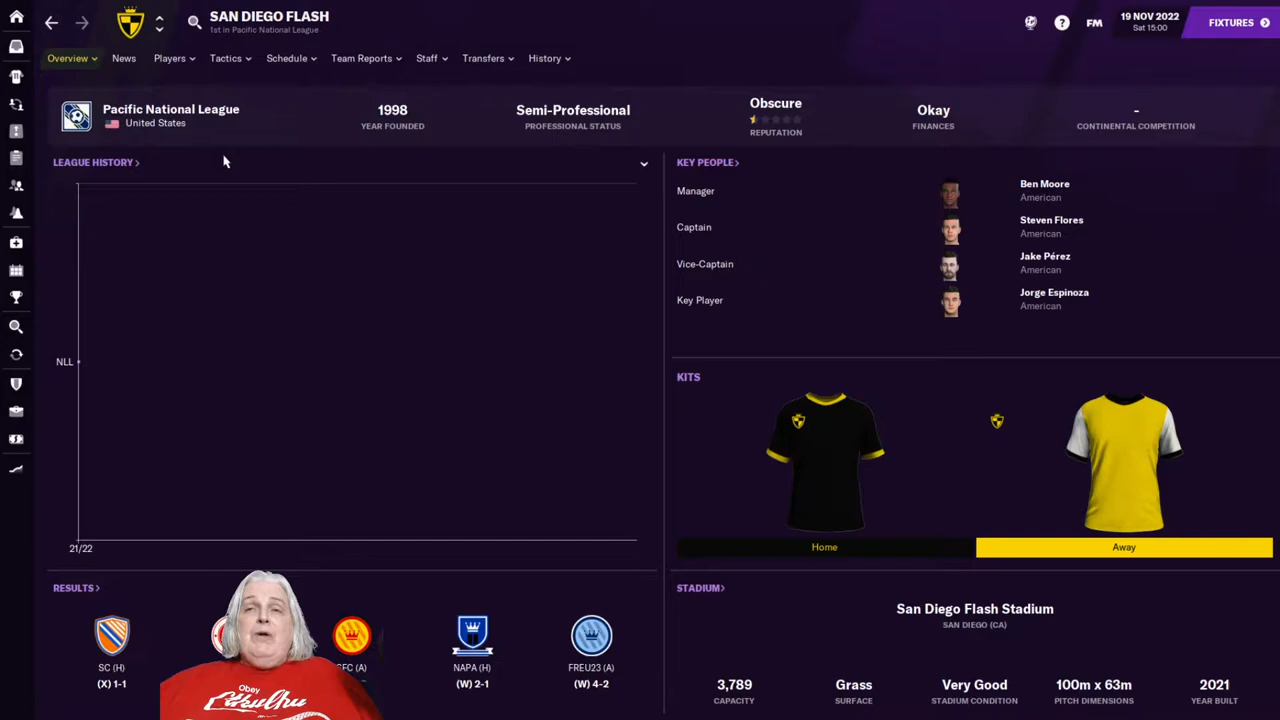 SAN DIEGO FLASH
1st in Pacific National League
FM
19 NOV 2022
Sat 15:00
FIXTURES
Overview
News
Players
Tactics
Schedule
Team Reports
Staff
Transfers
History
Pacific National League
United States
1998
YEAR FOUNDED
Semi-Professional
PROFESSIONAL STATUS
Obscure
REPUTATION
Okay
FINANCES
-
CONTINENTAL COMPETITION
LEAGUE HISTORY
NLL
21/22
KEY PEOPLE
Manager
Ben Moore
American
Captain
Steven Flores
American
Vice-Captain
Jake Pérez
American
Key Player
Jorge Espinoza
American
KITS
Home
Away
RESULTS
SC (H)
(X) 1-1
FC (A)
NAPA (H)
(W) 2-1
FREU23 (A)
(W) 4-2
Obey
Cthulhu
STADIUM
San Diego Flash Stadium
SAN DIEGO (CA)
3,789
CAPACITY
Grass
SURFACE
Very Good
STADIUM CONDITION
100m x 63m
PITCH DIMENSIONS
2021
YEAR BUILT